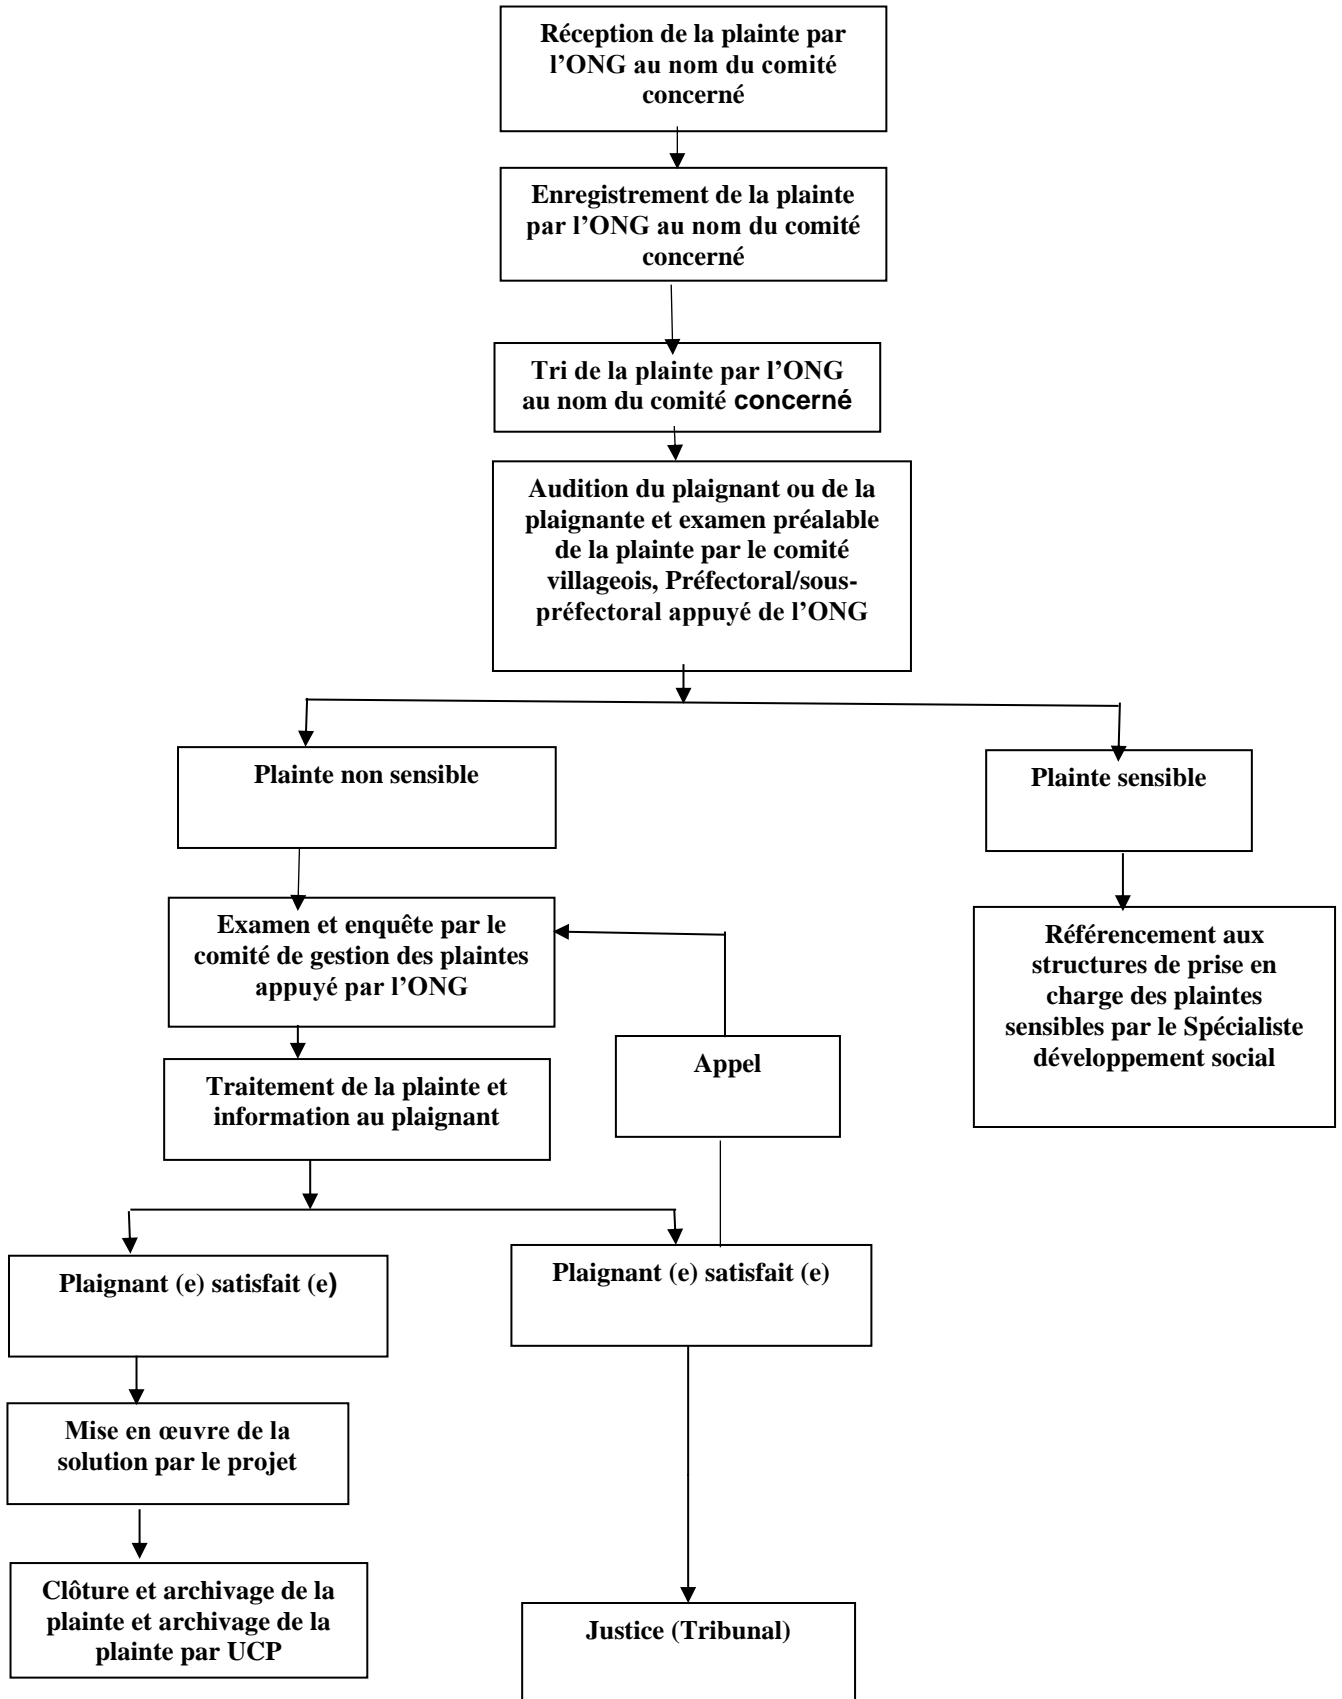 Réception de la plainte par
l’ONG au nom du comité
concerné
Enregistrement de la plainte
par l’ONG au nom du comité
concerné
Tri de la plainte par l’ONG
au nom du comité concerné
Audition du plaignant ou de la
plaignante et examen préalable
de la plainte par le comité
villageois, Préfectoral/sous-
préfectoral appuyé de l’ONG
Plainte non sensible
Plainte sensible
Examen et enquête par le
comité de gestion des plaintes
appuyé par l’ONG
Référencement aux
structures de prise en
charge des plaintes
sensibles par le Spécialiste
développement social
Appel
Traitement de la plainte et
information au plaignant
Plaignant (e) satisfait (e)
Plaignant (e) satisfait (e)
Mise en œuvre de la
solution par le projet
Clôture et archivage de la
plainte et archivage de la
plainte par UCP
Justice (Tribunal)